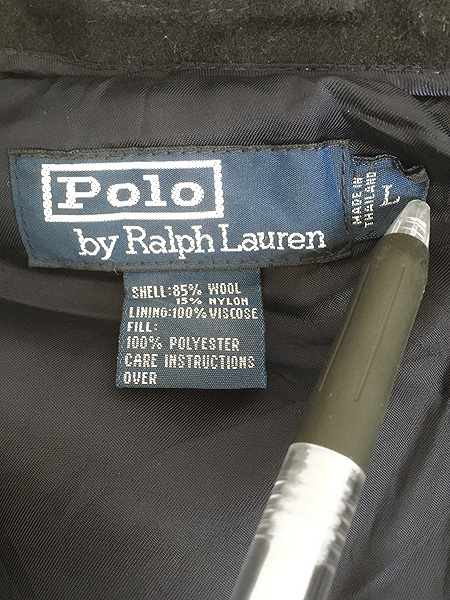 Polo
by Ralph Lauren
MADE IN
THAILAND
L
SHELL:85% WOOL
15% NYLON
LINING:100% VISCOSE
FILL:
100% POLYESTER
CARE INSTRUCTIONS
OVER